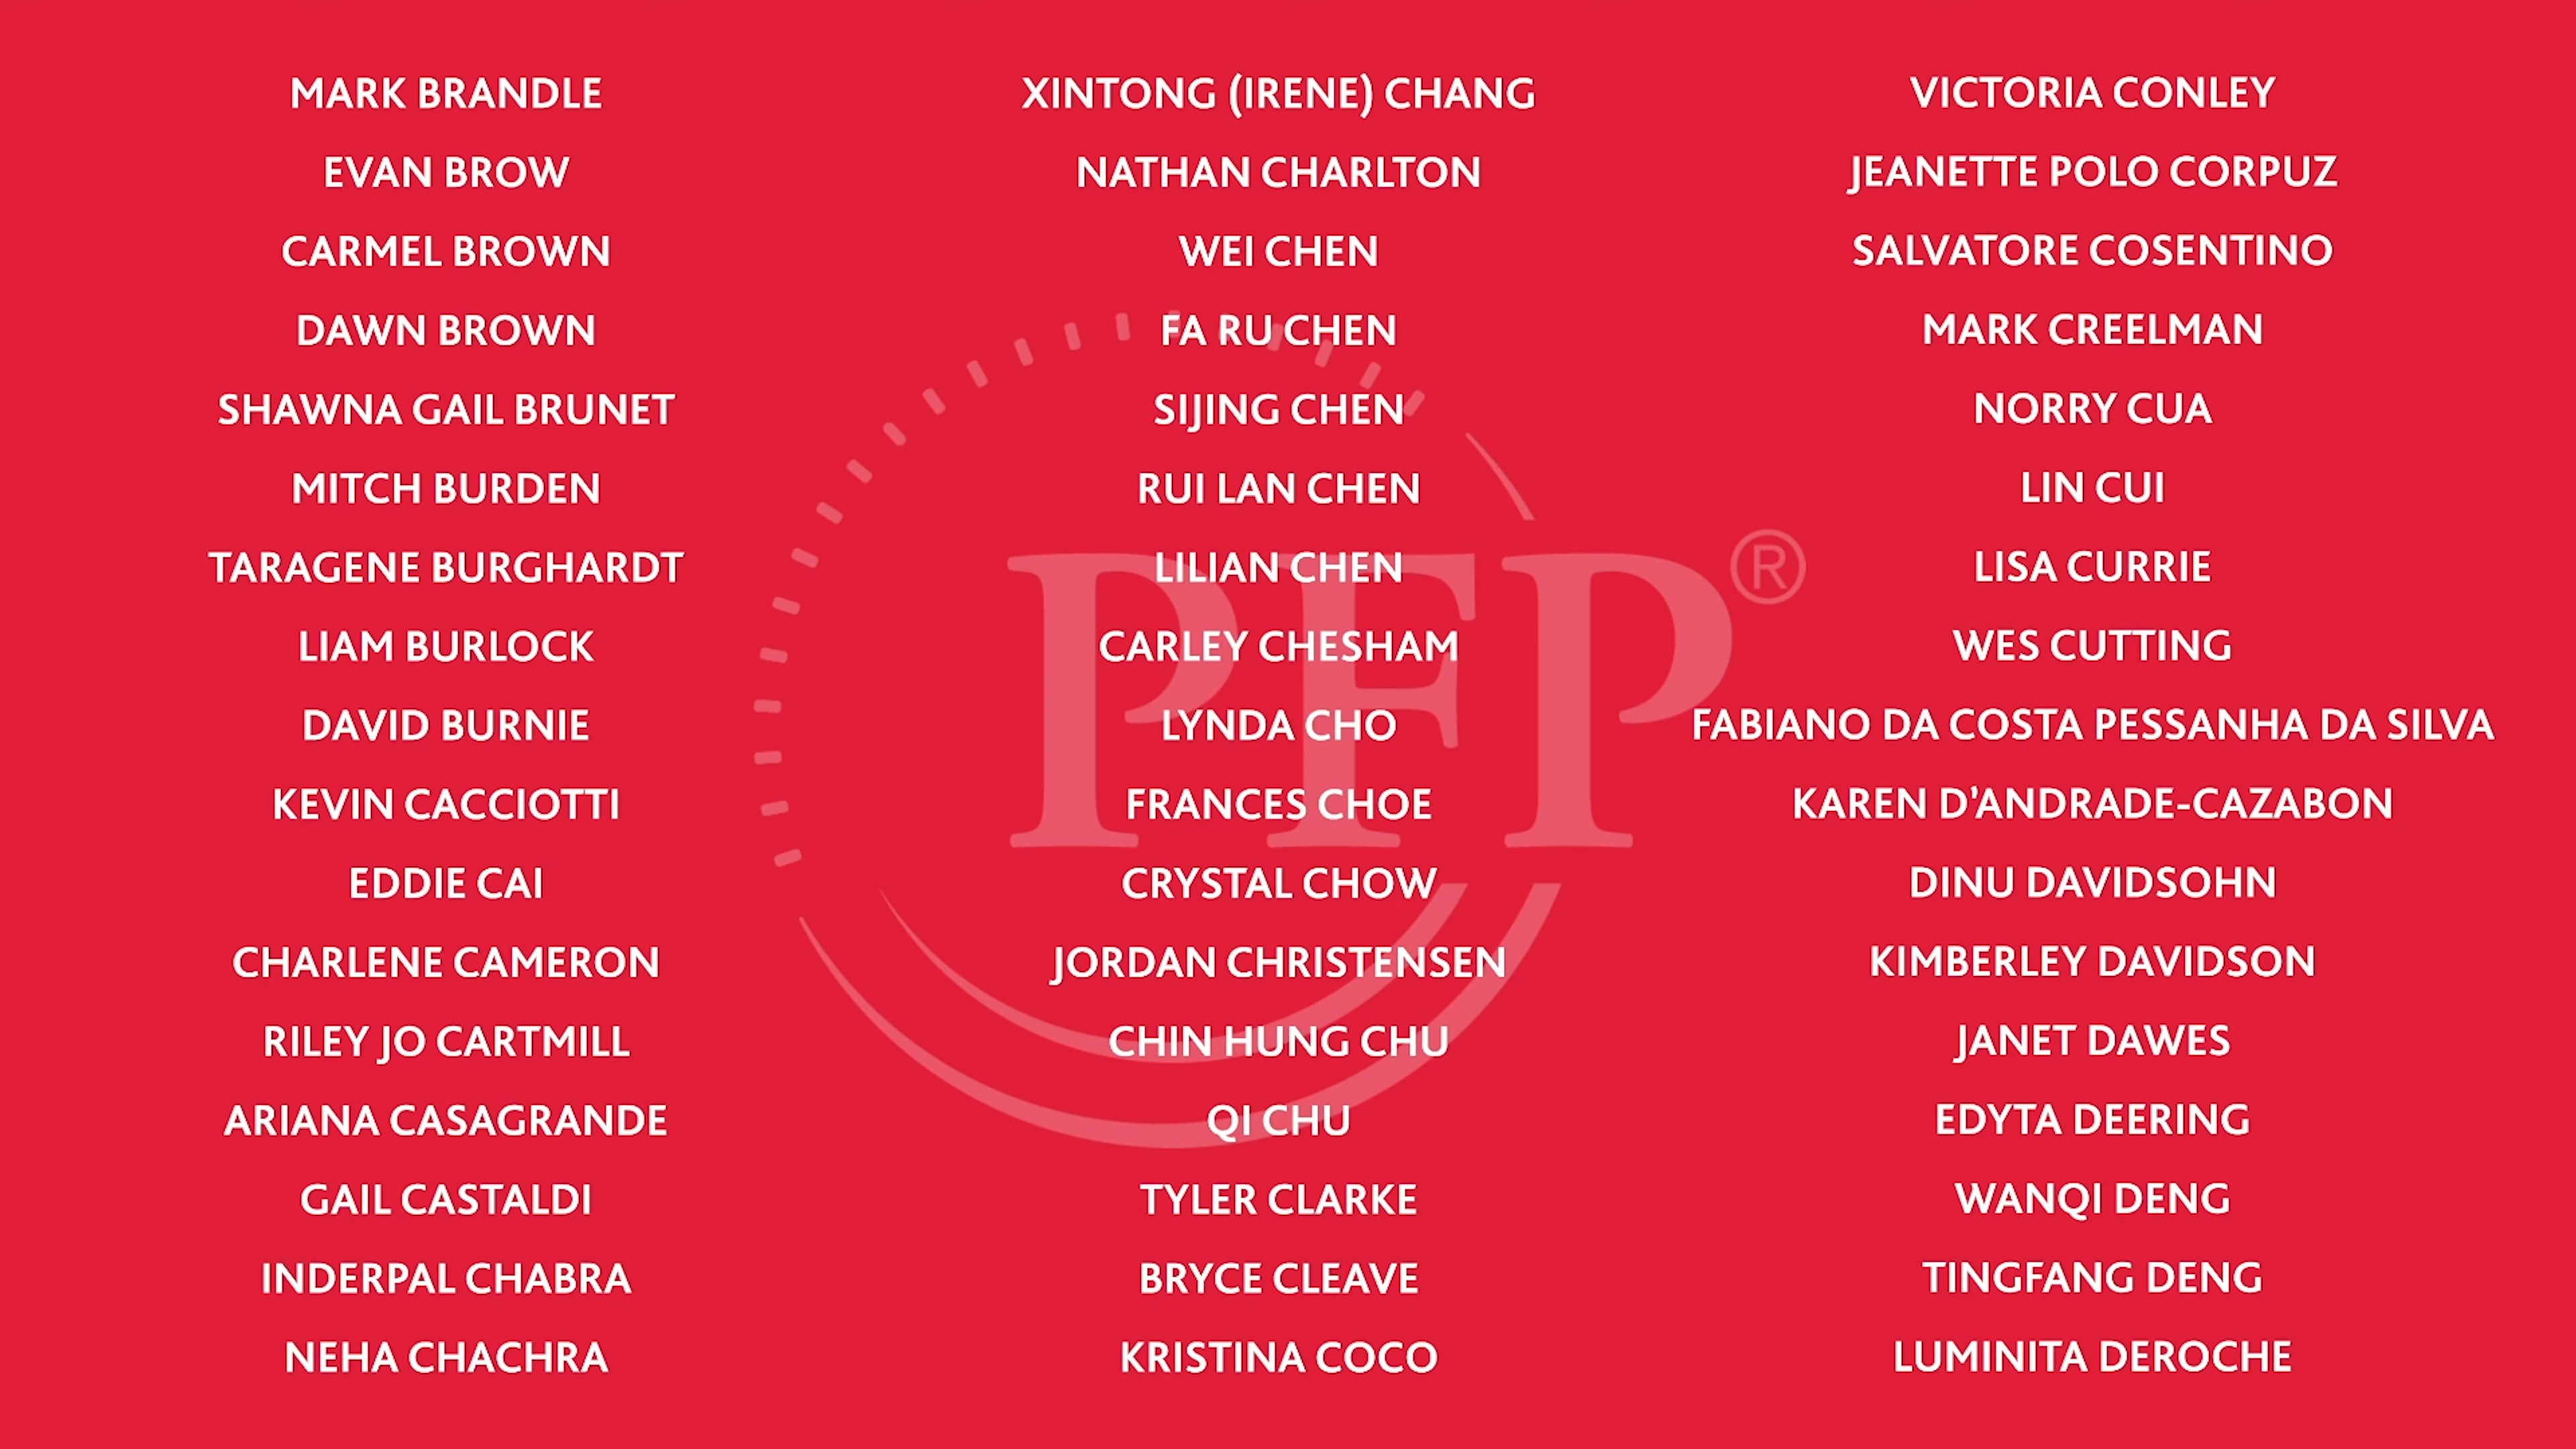 MARK BRANDLE
EVAN BROW
CARMEL BROWN
DAWN BROWN
SHAWNA GAIL BRUNET
MITCH BURDEN
TARAGENE BURGHARDT
LIAM BURLOCK
DAVID BURNIE
KEVIN CACCIOTTI
EDDIE CAI
CHARLENE CAMERON
RILEY JO CARTMILL
ARIANA CASAGRANDE
GAIL CASTALDI
INDERPAL CHABRA
NEHA CHACHRA
XINTONG (IRENE) CHANG
NATHAN CHARLTON
WEI CHEN
FA RU CHEN
SIJING CHEN
RUI LAN CHEN
LILIAN CHEN
CARLEY CHESHAM
LYNDA CHO
FRANCES CHOE
CRYSTAL CHOW
JORDAN CHRISTENSEN
CHIN HUNG CHU
QI CHU
TYLER CLARKE
BRYCE CLEAVE
KRISTINA COCO
VICTORIA CONLEY
JEANETTE POLO CORPUZ
SALVATORE COSENTINO
MARK CREELMAN
NORRY CUA
LIN CUI
LISA CURRIE
WES CUTTING
FABIANO DA COSTA PESSANHA DA SILVA
KAREN D'ANDRADE-CAZABON
DINU DAVIDSOHN
KIMBERLEY DAVIDSON
JANET DAWES
EDYTA DEERING
WANQI DENG
TINGFANG DENG
LUMINITA DEROCHE
PFP®